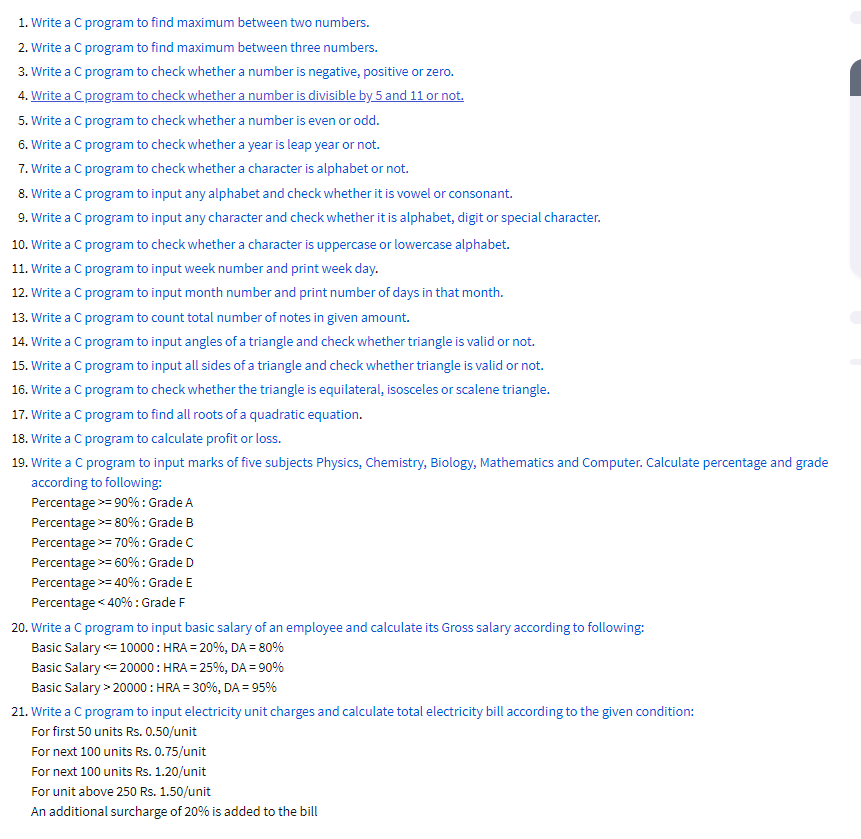 1. Write a C program to find maximum between two numbers.
2. Write a C program to find maximum between three numbers.
3. Write a C program to check whether a number is negative, positive or zero.
4. Write a C program to check whether a number is divisible by 5 and 11 or not.
5. Write a C program to check whether a number is even or odd.
6. Write a C program to check whether a year is leap year or not.
7. Write a C program to check whether a character is alphabet or not.
8. Write a C program to input any alphabet and check whether it is vowel or consonant.
9. Write a C program to input any character and check whether it is alphabet, digit or special character.
10. Write a C program to check whether a character is uppercase or lowercase alphabet.
11. Write a C program to input week number and print week day.
12. Write a C program to input month number and print number of days in that month.
13. Write a C program to count total number of notes in given amount.
14. Write a C program to input angles of a triangle and check whether triangle is valid or not.
15. Write a C program to input all sides of a triangle and check whether triangle is valid or not.
16. Write a C program to check whether the triangle is equilateral, isosceles or scalene triangle.
17. Write a C program to find all roots of a quadratic equation.
18. Write a C program to calculate profit or loss.
19. Write a C program to input marks of five subjects Physics, Chemistry, Biology, Mathematics and Computer. Calculate percentage and grade
according to following:
Percentage >= 90% : Grade A
Percentage >= 80% : Grade B
Percentage >= 70% : Grade C
Percentage >= 60% : Grade D
Percentage >= 40% : Grade E
Percentage < 40% : Grade F
20. Write a C program to input basic salary of an employee and calculate its Gross salary according to following:
Basic Salary <= 10000 : HRA = 20%, DA = 80%
Basic Salary <= 20000 : HRA = 25%, DA = 90%
Basic Salary > 20000 : HRA = 30%, DA = 95%
21. Write a C program to input electricity unit charges and calculate total electricity bill according to the given condition:
For first 50 units Rs. 0.50/unit
For next 100 units Rs. 0.75/unit
For next 100 units Rs. 1.20/unit
For unit above 250 Rs. 1.50/unit
An additional surcharge of 20% is added to the bill